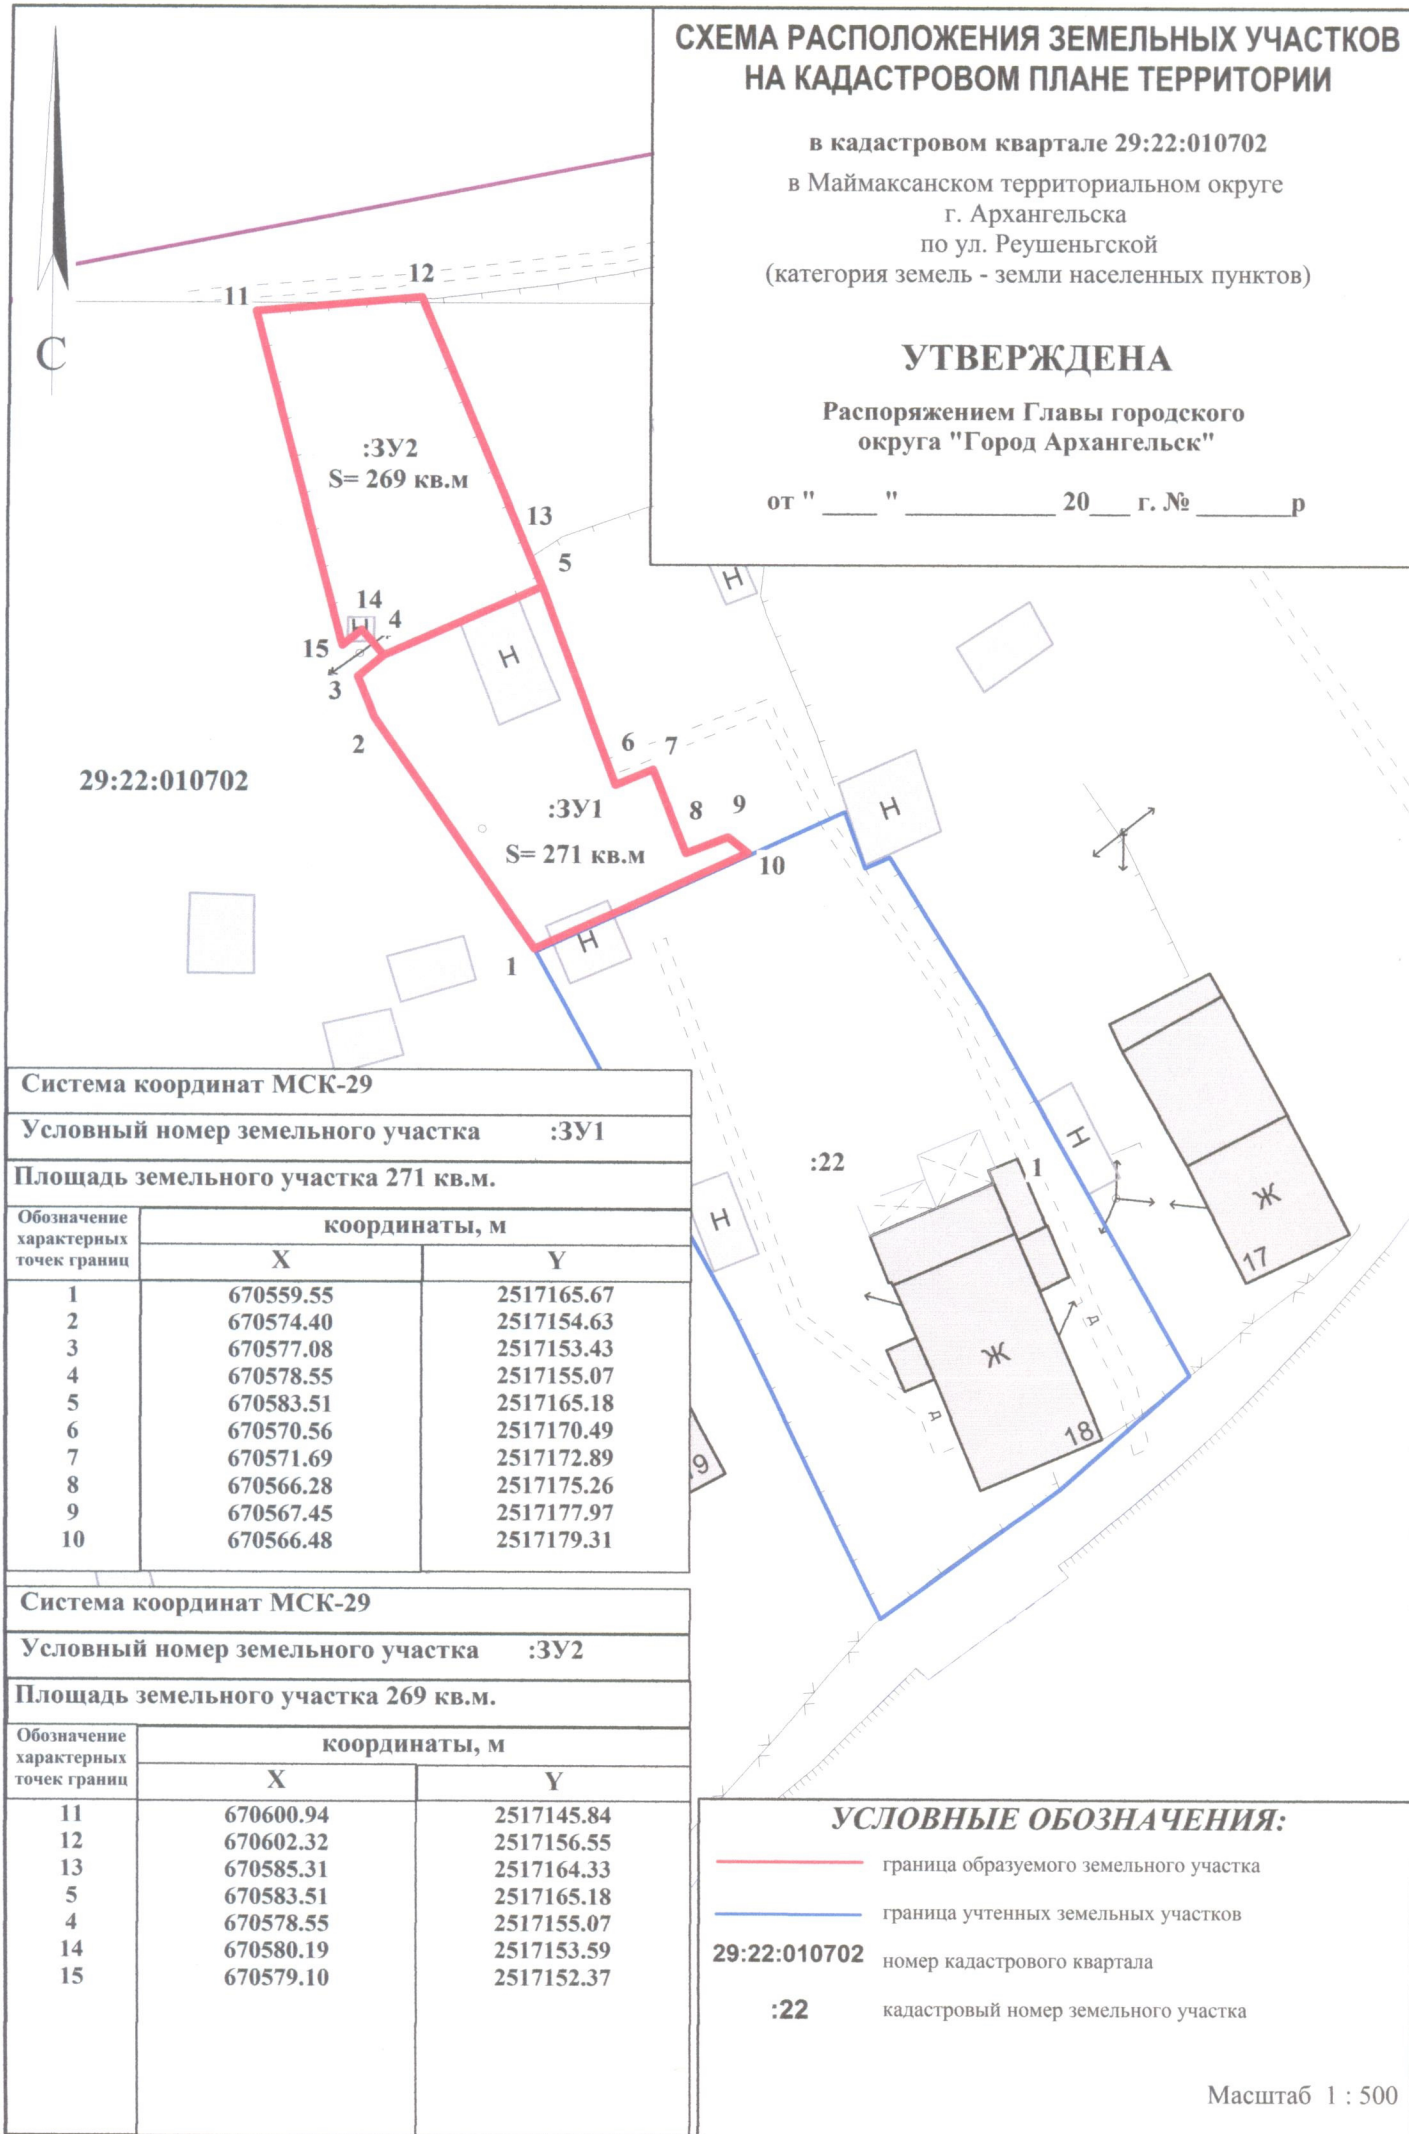 СХЕМА РАСПОЛОЖЕНИЯ ЗЕМЕЛЬНЫХ УЧАСТКОВ
НА КАДАСТРОВОМ ПЛАНЕ ТЕРРИТОРИИ
в кадастровом квартале 29:22:010702
в Маймаксанском территориальном округе
г. Архангельска
по ул. Реушеньгской
(категория земель - земли населенных пунктов)
УТВЕРЖДЕНА
Распоряжением Главы городского
округа "Город Архангельск"
от " ____ " ___________ 20___ г. № _______р
С
11
12
:ЗУ2
S= 269 кв.м
13
5
Н
14
Н
4
15
3
Н
2
6
7
29:22:010702
:ЗУ1
8
9
Н
S= 271 кв.м
10
Н
1
:22
1
Н
Н
Ж
17
Ж
д
д
18
19
Система координат МСК-29
Условный номер земельного участка :ЗУ1
Площадь земельного участка 271 кв.м.
Обозначение характерных точек границ
координаты, м
X Y
1 670559.55 2517165.67
2 670574.40 2517154.63
3 670577.08 2517153.43
4 670578.55 2517155.07
5 670583.51 2517165.18
6 670570.56 2517170.49
7 670571.69 2517172.89
8 670566.28 2517175.26
9 670567.45 2517177.97
10 670566.48 2517179.31
Система координат МСК-29
Условный номер земельного участка :ЗУ2
Площадь земельного участка 269 кв.м.
Обозначение характерных точек границ
координаты, м
X Y
11 670600.94 2517145.84
12 670602.32 2517156.55
13 670585.31 2517164.33
5 670583.51 2517165.18
4 670578.55 2517155.07
14 670580.19 2517153.59
15 670579.10 2517152.37
УСЛОВНЫЕ ОБОЗНАЧЕНИЯ:
граница образуемого земельного участка
граница учтенных земельных участков
29:22:010702 номер кадастрового квартала
:22 кадастровый номер земельного участка
Масштаб 1 : 500